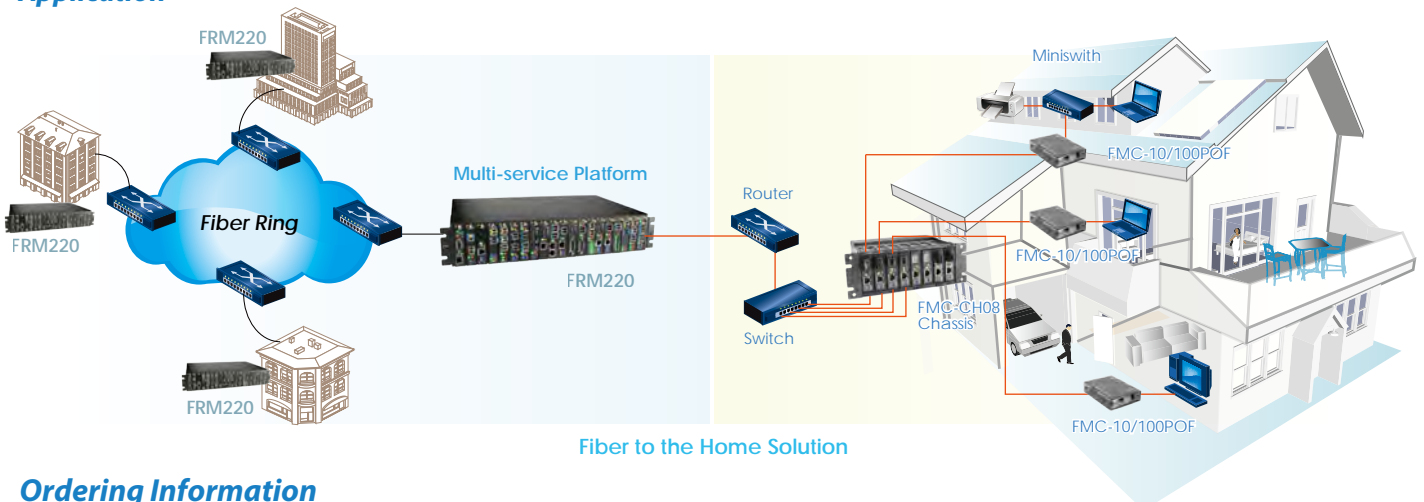 Application
FRM220
Miniswith
FMC-10/100POF
Multi-service Platform
Router
Fiber Ring
FRM220
FMC-10/100POF
FRM220
FMC-CH08
Chassis
Switch
FRM220
FMC-10/100POF
Fiber to the Home Solution
Ordering Information